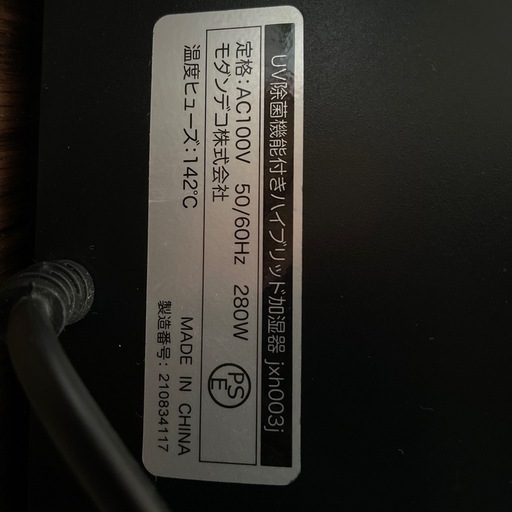 UV除菌機能付きハイブリッド加湿器 jxh003j
定格:AC100V 50/60Hz 280W
モダンデコ株式会社
PSE
温度ヒューズ:142℃
MADE IN CHINA
製造番号: 210834117